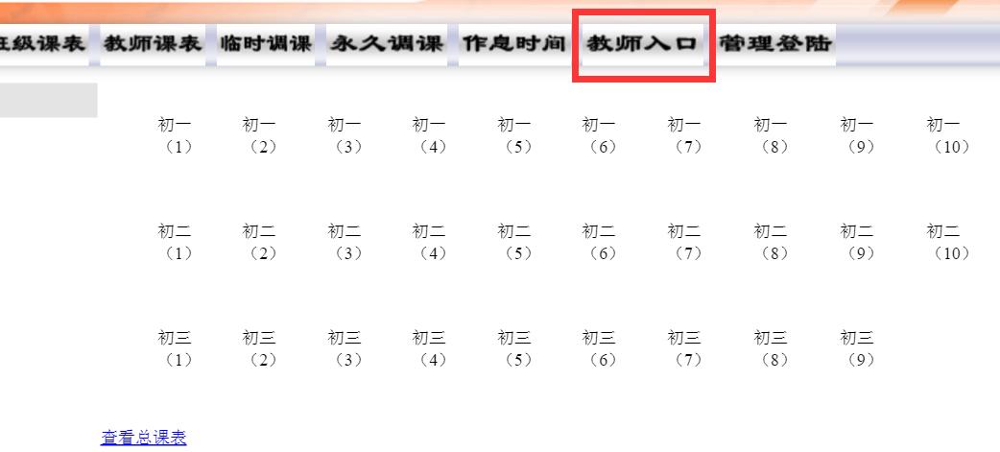 班级课表 教师课表 临时调课 永久调课 作息时间 教师入口 管理登陆
初一 初一 初一 初一 初一 初一 初一 初一 初一 初一
（1） （2） （3） （4） （5） （6） （7） （8） （9） （10）
初二 初二 初二 初二 初二 初二 初二 初二 初二 初二
（1） （2） （3） （4） （5） （6） （7） （8） （9） （10）
初三 初三 初三 初三 初三 初三 初三 初三 初三
（1） （2） （3） （4） （5） （6） （7） （8） （9）
查看总课表